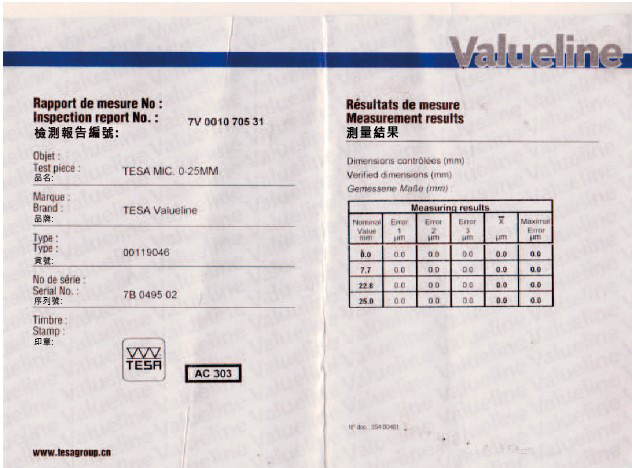 Valueline
Rapport de mesure No :
Inspection report No. : 7V 0010 705 31
檢測報告編號:
Objet :
Test piece : TESA MIC. 0-25MM
品名:
Marque :
Brand : TESA Valueline
品牌:
Type :
Type : 00119046
貨號:
No de série :
Serial No. : 7B 0495 02
序列號:
Timbre :
Stamp :
印章:
TESA
AC 303
www.tesagroup.cn
Résultats de mesure
Measurement results
測量結果
Dimensions contrôlées (mm)
Verified dimensions (mm)
Gemessene Maße (mm)
Measuring results
Nominal Value mm Error 1 µm Error 2 µm Error 3 µm X̅ µm Maximal Error µm
0.0 0.0 0.0 0.0 0.0 0.0
7.7 0.0 0.0 0.0 0.0 0.0
22.8 0.0 0.0 0.0 0.0 0.0
25.0 0.0 0.0 0.0 0.0 0.0
N° doc.